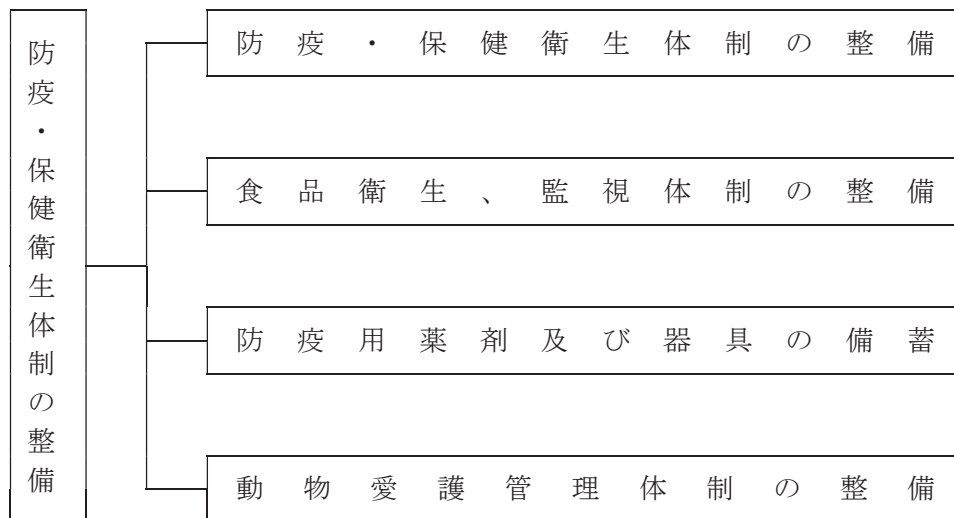 防疫・保健衛生体制の整備
防疫・保健衛生体制の整備
食品衛生、監視体制の整備
防疫用薬剤及び器具の備蓄
動物愛護管理体制の整備